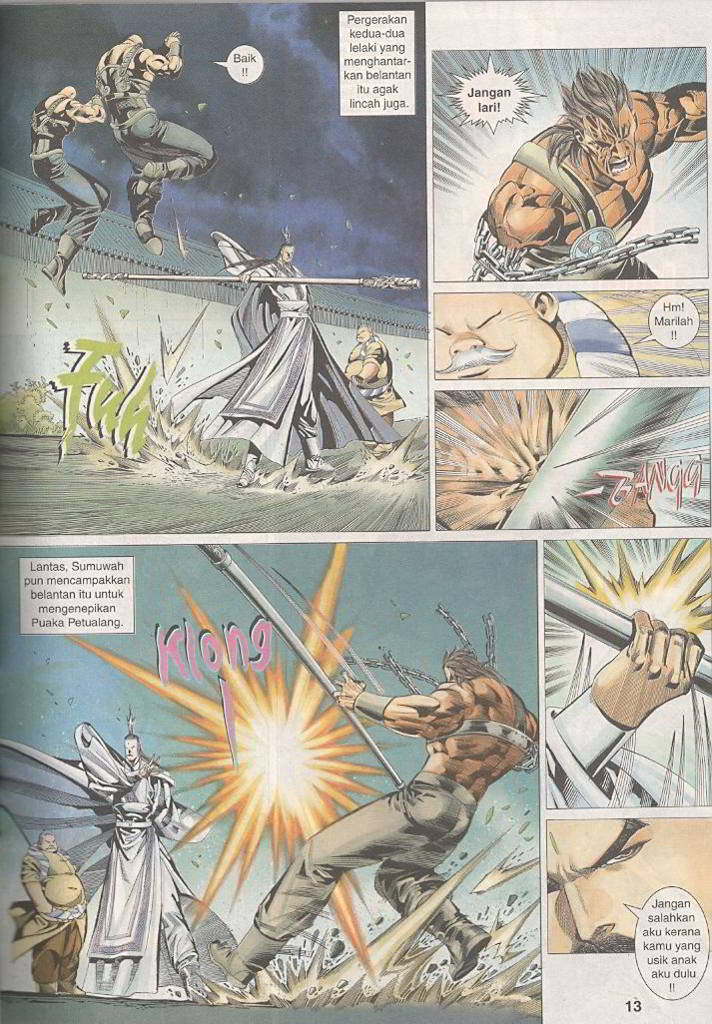 Pergerakan
kedua-dua
lelaki yang
menghantar-
kan belantan
itu agak
lincah juga.
Baik
!!
Fuh
Jangan
lari!
Hm!
Marilah
!!
ZANGG
Lantas, Sumuwah
pun mencampakkan
belantan itu untuk
mengenepikan
Puaka Petualang.
Klong
Jangan
salahkan
aku kerana
kamu yang
usik anak
aku dulu
!!
13